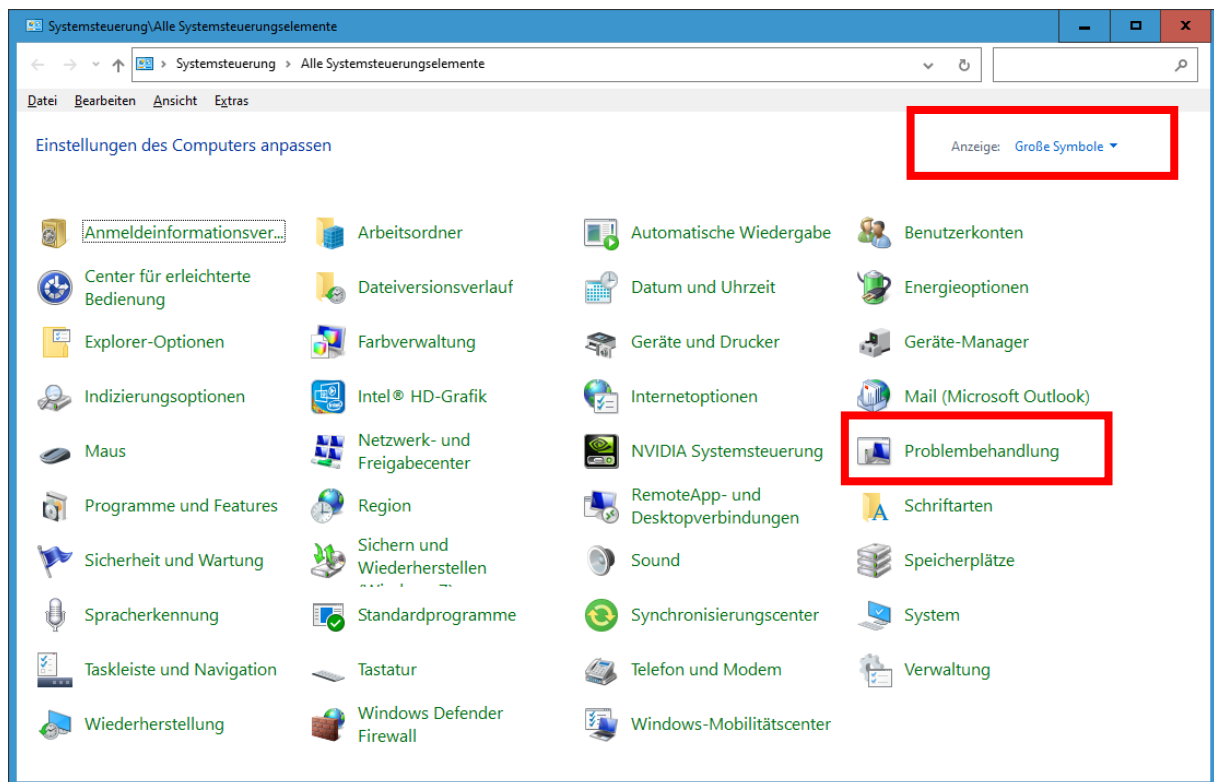 Systemsteuerung\Alle Systemsteuerungselemente
Systemsteuerung › Alle Systemsteuerungselemente
Datei Bearbeiten Ansicht Extras
Einstellungen des Computers anpassen
Anzeige: Große Symbole
Anmeldeinformationsver...
Arbeitsordner
Automatische Wiedergabe
Benutzerkonten
Center für erleichterte
Bedienung
Dateiversionsverlauf
Datum und Uhrzeit
Energieoptionen
Explorer-Optionen
Farbverwaltung
Geräte und Drucker
Geräte-Manager
Indizierungsoptionen
Intel® HD-Grafik
Internetoptionen
Mail (Microsoft Outlook)
Maus
Netzwerk- und
Freigabecenter
NVIDIA Systemsteuerung
Problembehandlung
Programme und Features
Region
RemoteApp- und
Desktopverbindungen
Schriftarten
Sicherheit und Wartung
Sichern und
Wiederherstellen
Sound
Speicherplätze
Spracherkennung
Standardprogramme
Synchronisierungscenter
System
Taskleiste und Navigation
Tastatur
Telefon und Modem
Verwaltung
Wiederherstellung
Windows Defender
Firewall
Windows-Mobilitätscenter